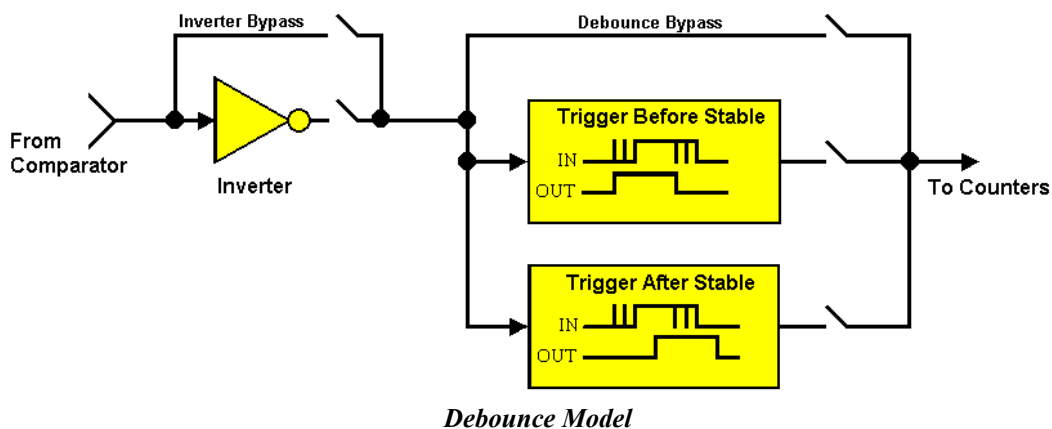 Inverter Bypass
Debounce Bypass
From
Comparator
Inverter
Trigger Before Stable
IN
OUT
To Counters
Trigger After Stable
IN
OUT
Debounce Model